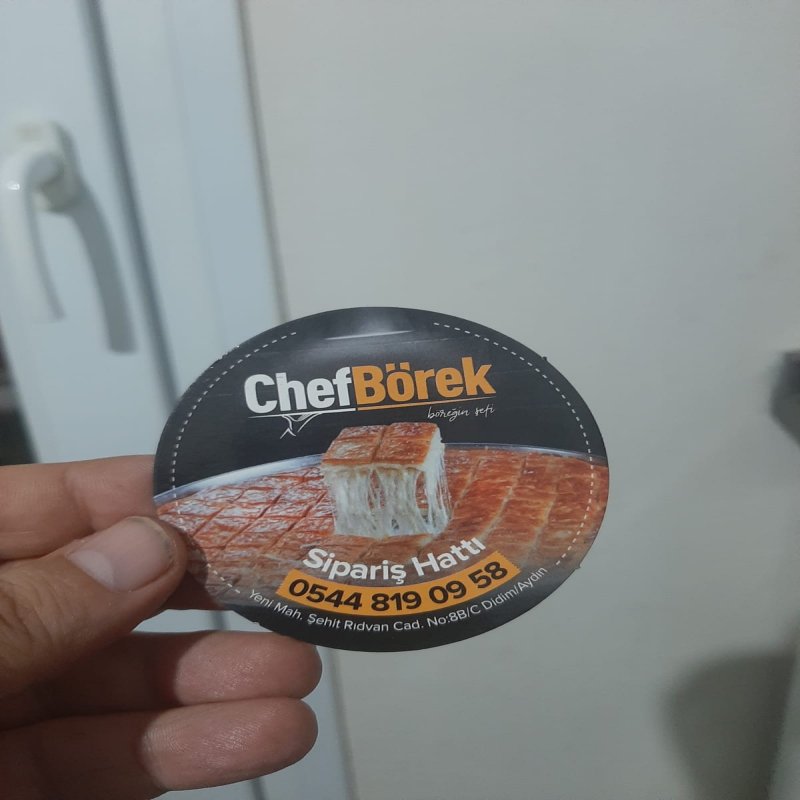 ChefBörek
böreğin şefi
Sipariş Hattı
0544 819 09 58
Yeni Mah. Şehit Rıdvan Cad. No:8B/C Didim/Aydın